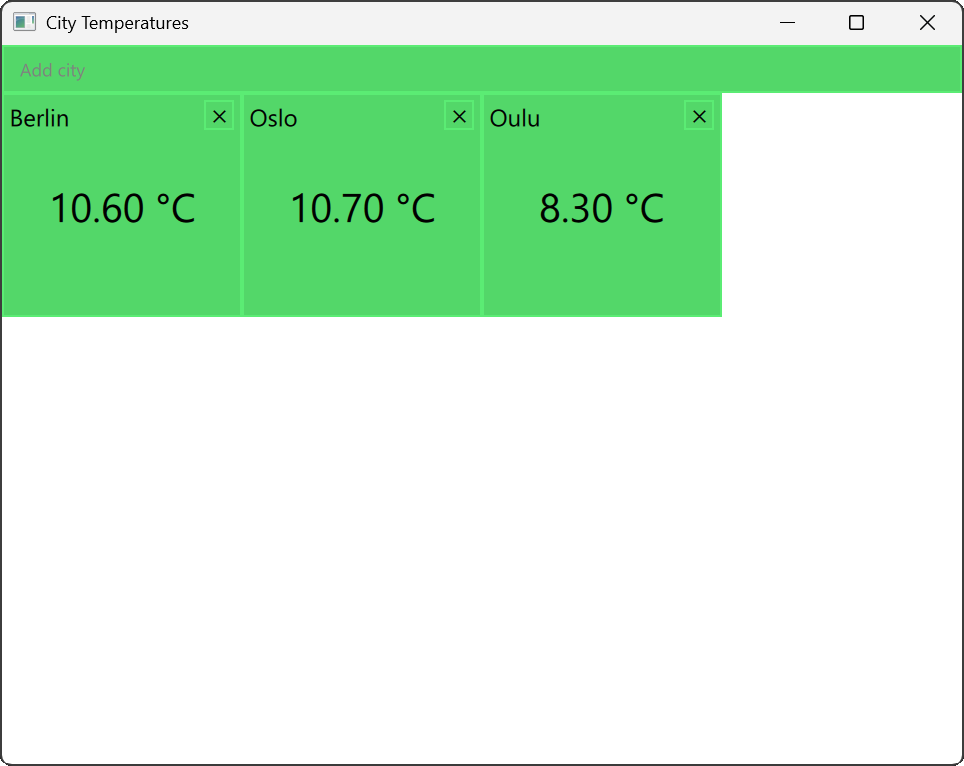 City Temperatures
Add city
Berlin
Oslo
Oulu
10.60 °C
10.70 °C
8.30 °C